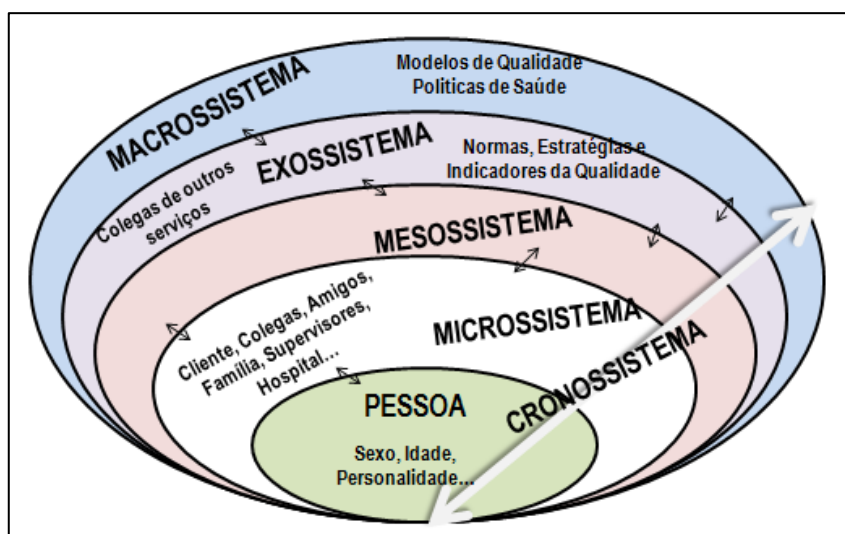 MACROSSISTEMA
Modelos de Qualidade
Politicas de Saúde
EXOSSISTEMA
Normas, Estratégias e
Indicadores da Qualidade
Colegas de outros
serviços
MESOSSISTEMA
Cliente, Colegas, Amigos,
Família, Supervisores,
Hospital...
MICROSSISTEMA
CRONOSSISTEMA
PESSOA
Sexo, Idade,
Personalidade...